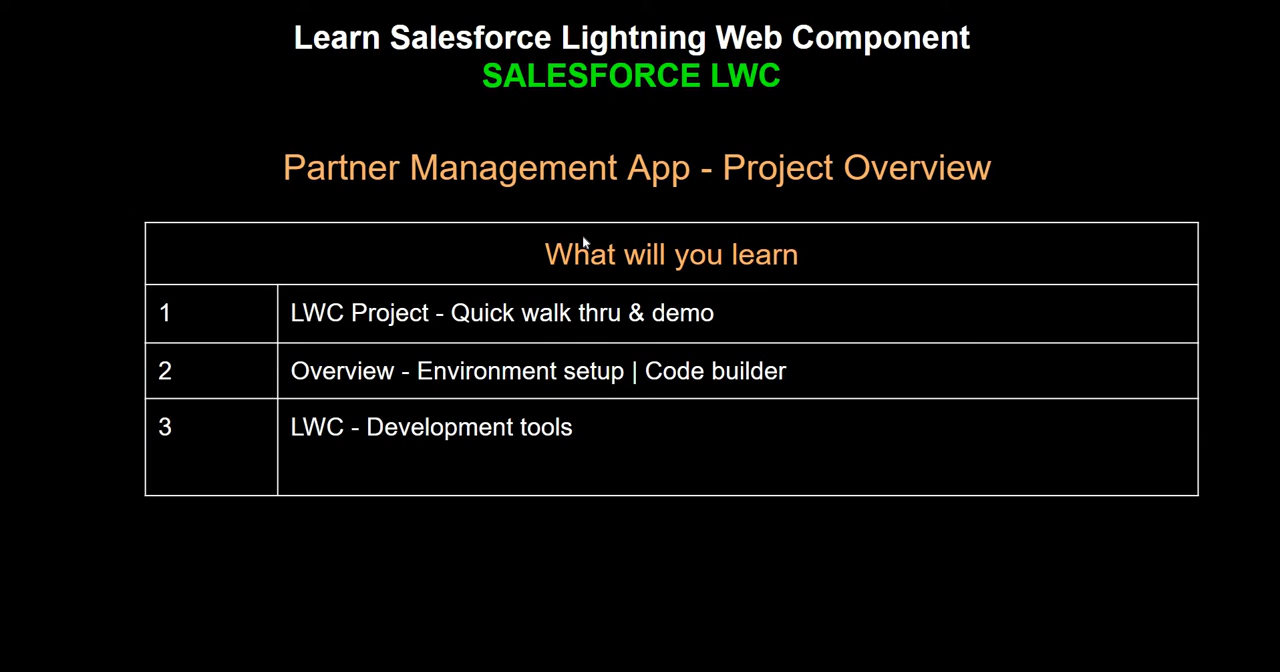 Learn Salesforce Lightning Web Component
SALESFORCE LWC
Partner Management App - Project Overview
What will you learn
1 LWC Project - Quick walk thru & demo
2 Overview - Environment setup | Code builder
3 LWC - Development tools